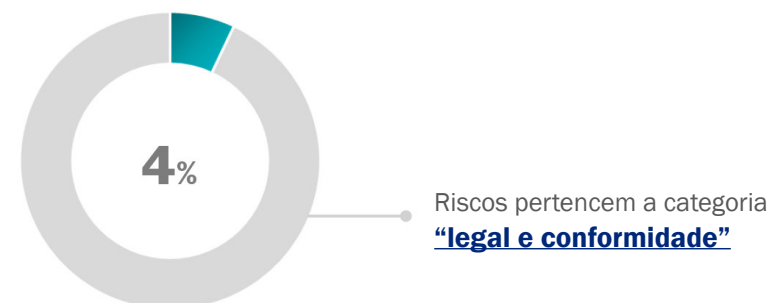 4%
Riscos pertencem a categoria
“legal e conformidade”